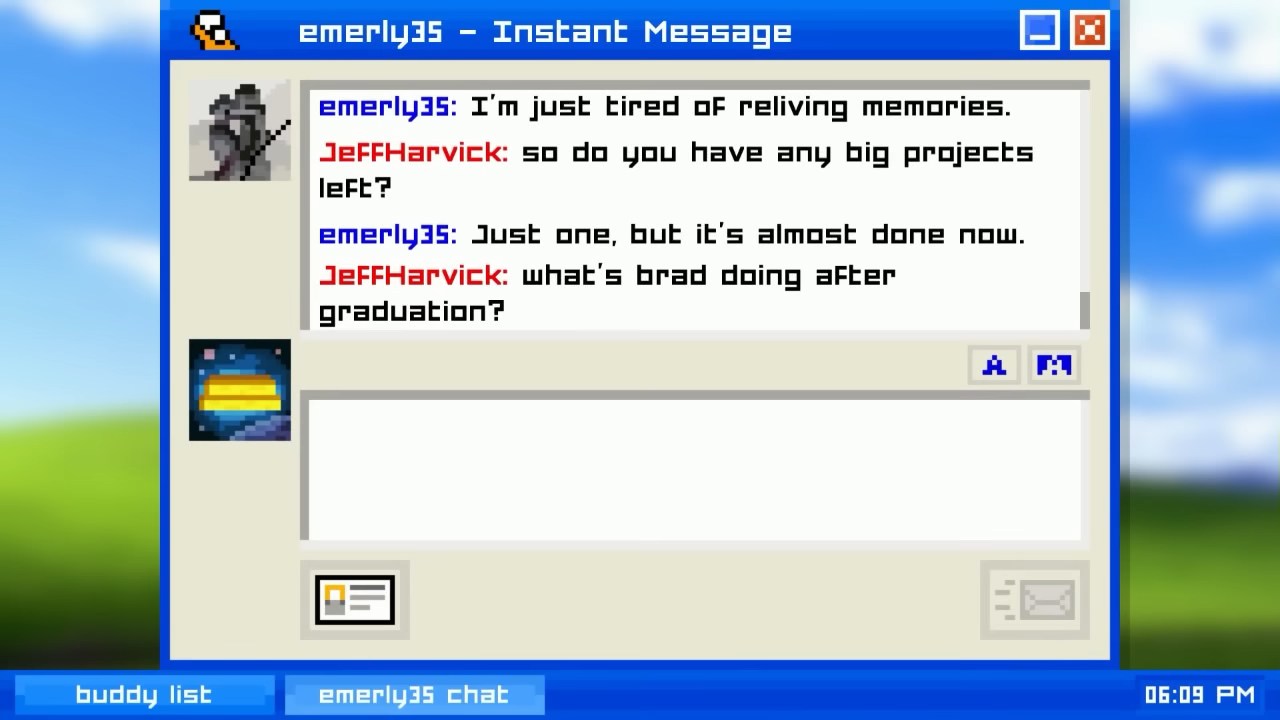 emerly35 - Instant Message
emerly35: I'm just tired of reliving memories.
JeffHarvick: so do you have any big projects
left?
emerly35: Just one, but it's almost done now.
JeffHarvick: what's brad doing after
graduation?
A
buddy list
emerly35 chat
06:09 PM